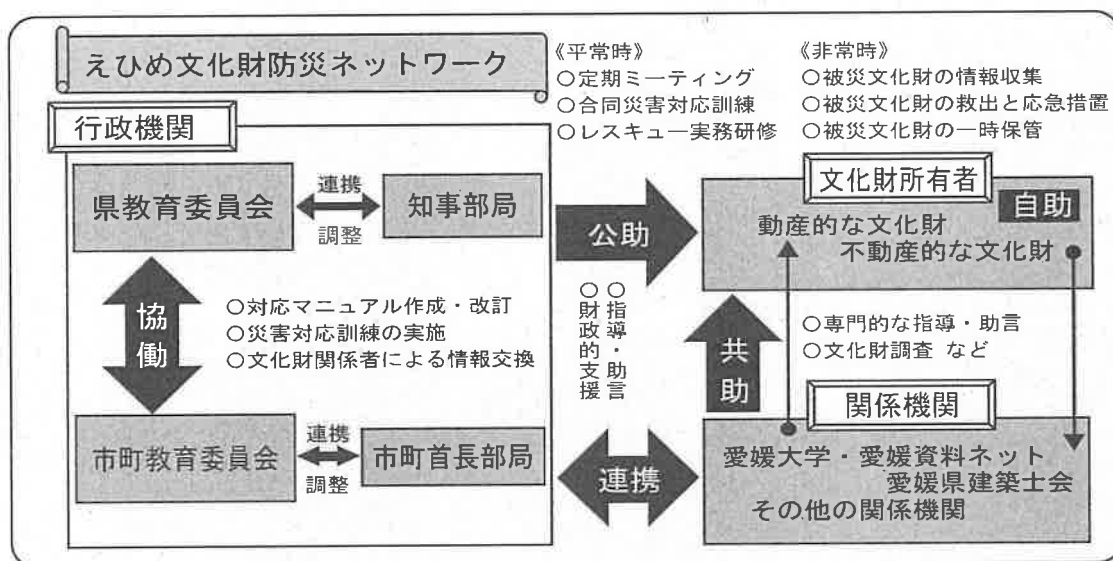 えひめ文化財防災ネットワーク
《平常時》
○定期ミーティング
○合同災害対応訓練
○レスキュー実務研修
《非常時》
○被災文化財の情報収集
○被災文化財の救出と応急措置
○被災文化財の一時保管
行政機関
県教育委員会
連携
調整
知事部局
協働
○対応マニュアル作成・改訂
○災害対応訓練の実施
○文化財関係者による情報交換
市町教育委員会
連携
調整
市町首長部局
公助
○指導・助言
○財政的支援
文化財所有者
自助
動産的な文化財
不動産的な文化財
共助
○専門的な指導・助言
○文化財調査 など
連携
関係機関
愛媛大学・愛媛資料ネット
愛媛県建築士会
その他の関係機関